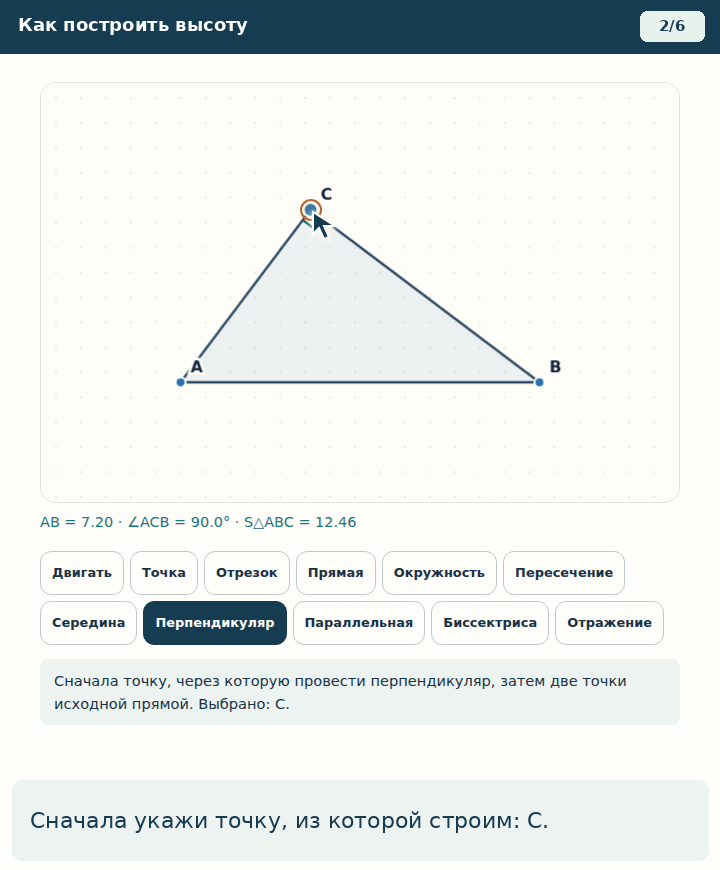 Как построить высоту
2/6
C
A
B
AB = 7.20 · ∠ACB = 90.0° · S△ABC = 12.46
Двигать
Точка
Отрезок
Прямая
Окружность
Пересечение
Середина
Перпендикуляр
Параллельная
Биссектриса
Отражение
Сначала точку, через которую провести перпендикуляр, затем две точки
исходной прямой. Выбрано: C.
Сначала укажи точку, из которой строим: C.